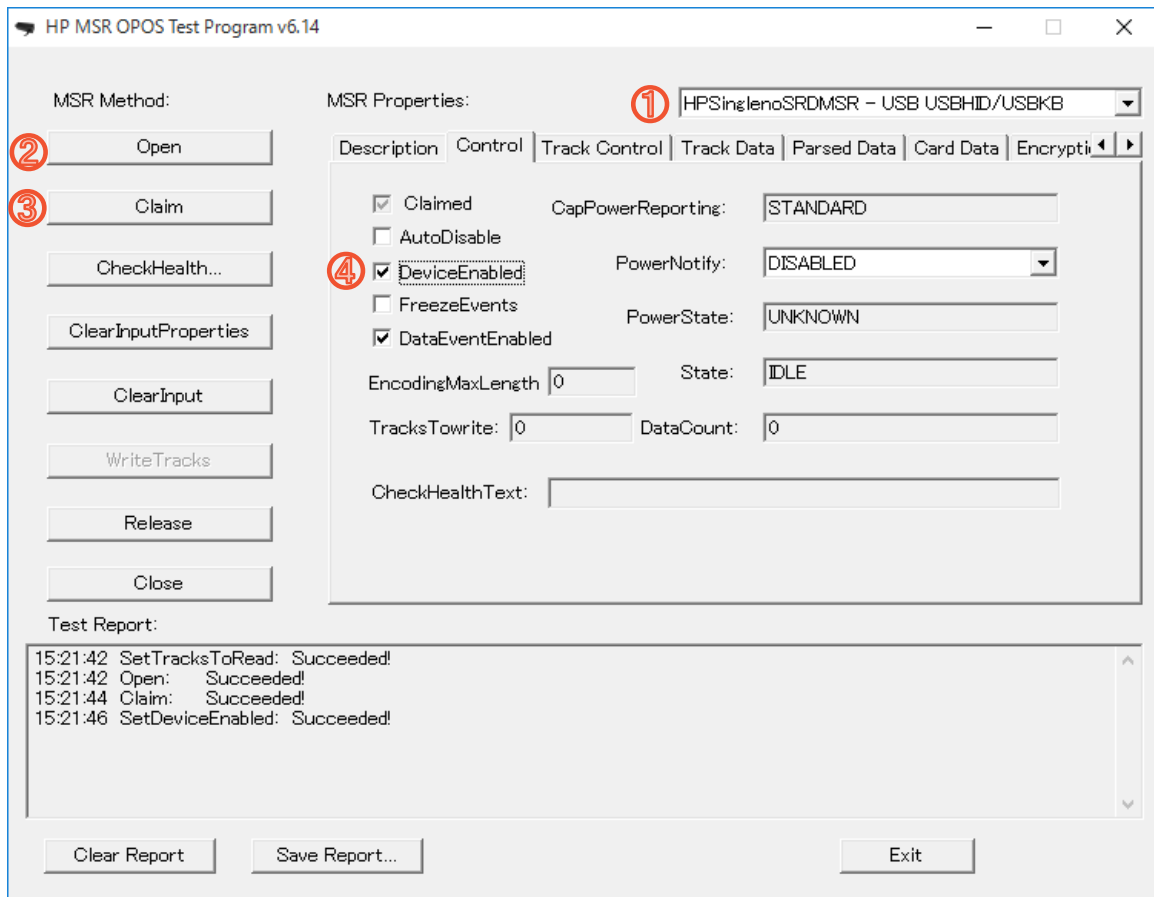 HP MSR OPOS Test Program v6.14
MSR Method:
MSR Properties:
① HPSinglenoSRDMSR - USB USBHID/USBKB
② Open
③ Claim
CheckHealth...
ClearInputProperties
ClearInput
WriteTracks
Release
Close
Description Control Track Control Track Data Parsed Data Card Data Encrypti
Claimed
AutoDisable
④ DeviceEnabled
FreezeEvents
DataEventEnabled
EncodingMaxLength 0
TracksTowrite: 0
CapPowerReporting: STANDARD
PowerNotify: DISABLED
PowerState: UNKNOWN
State: IDLE
DataCount: 0
CheckHealthText:
Test Report:
15:21:42 SetTracksToRead: Succeeded!
15:21:42 Open: Succeeded!
15:21:44 Claim: Succeeded!
15:21:46 SetDeviceEnabled: Succeeded!
Clear Report
Save Report...
Exit